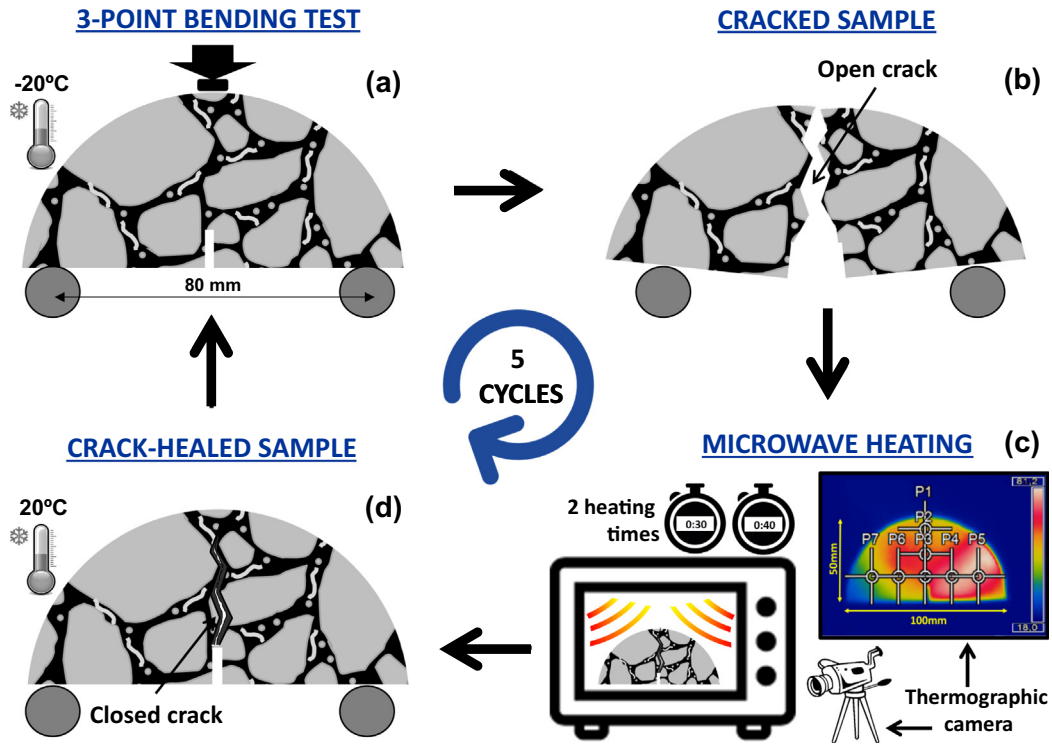 3-POINT BENDING TEST
-20ºC
(a)
80 mm
CRACKED SAMPLE
Open crack
(b)
5
CYCLES
MICROWAVE HEATING
(c)
2 heating
times
0:30
0:40
81,2
P1
P2
P7 P6 P3 P4 P5
50mm
100mm
18.0
Thermographic
camera
CRACK-HEALED SAMPLE
20ºC
(d)
Closed crack